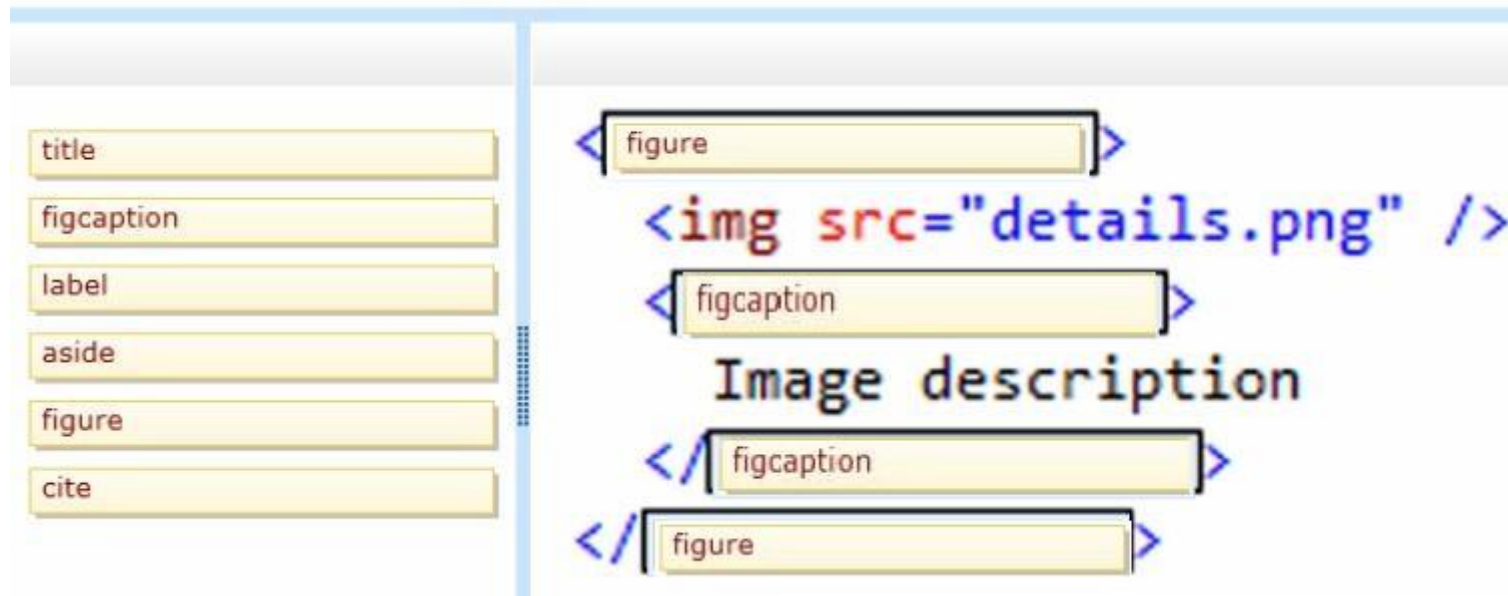 title
figcaption
label
aside
figure
cite
<figure>
<img src="details.png" />
<figcaption>
Image description
</figcaption>
</figure>